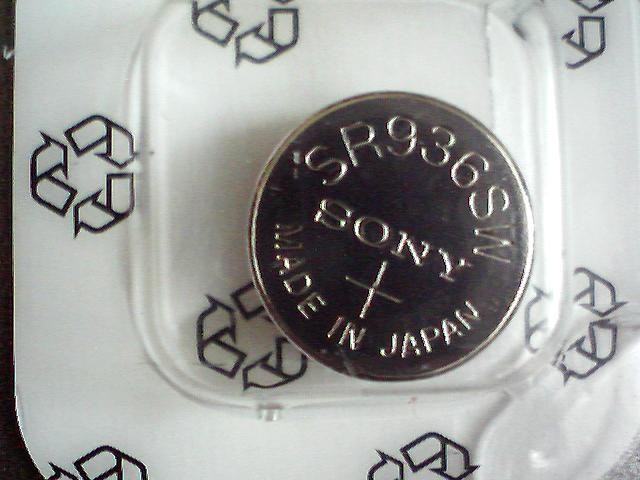 SR936SW
SONY
+
MADE IN JAPAN